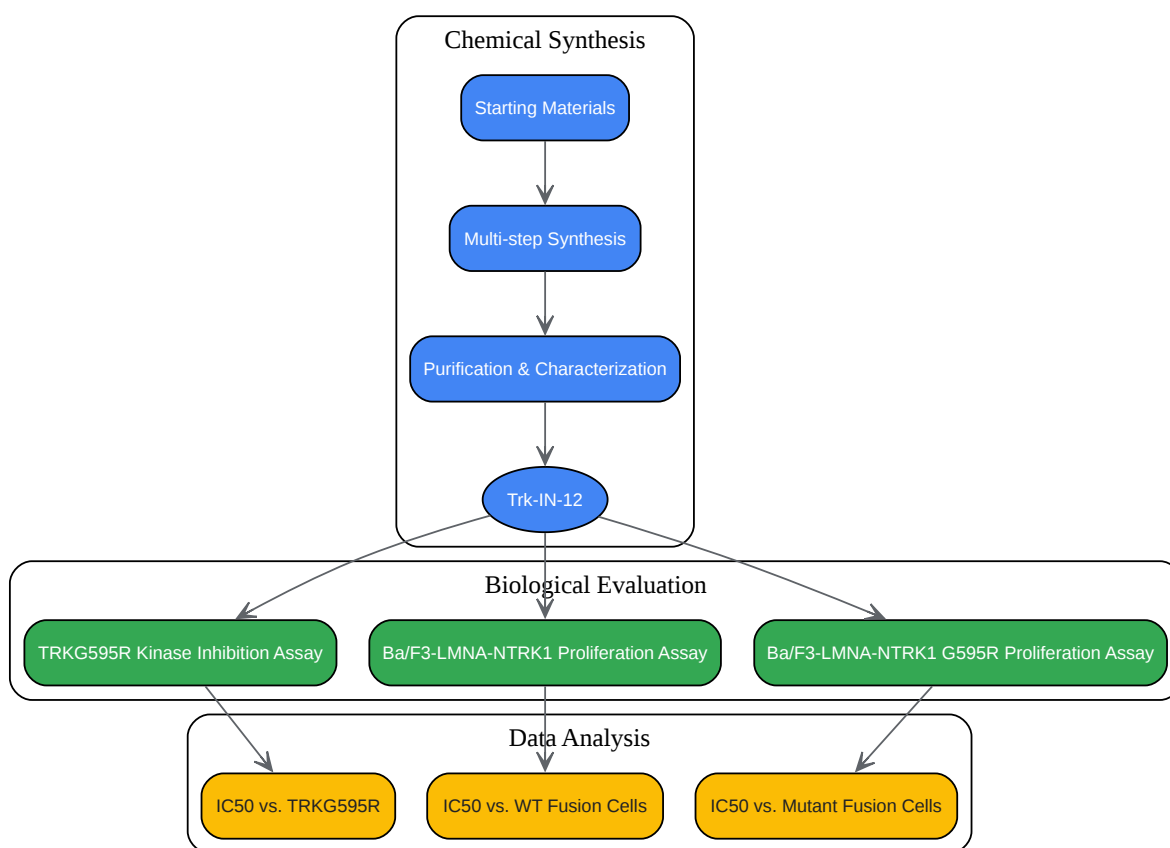 Chemical Synthesis
Starting Materials
Multi-step Synthesis
Purification & Characterization
Trk-IN-12
Biological Evaluation
TRKG595R Kinase Inhibition Assay
Ba/F3-LMNA-NTRK1 Proliferation Assay
Ba/F3-LMNA-NTRK1 G595R Proliferation Assay
Data Analysis
IC50 vs. TRKG595R
IC50 vs. WT Fusion Cells
IC50 vs. Mutant Fusion Cells